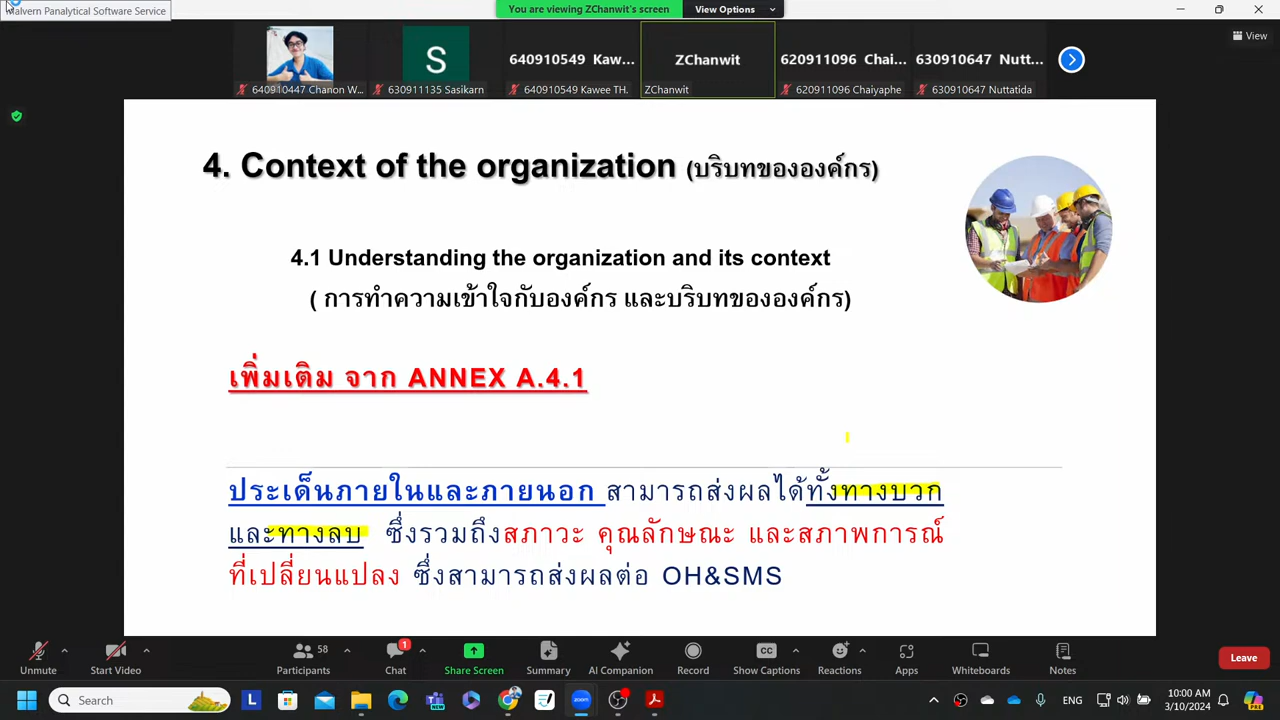 Malvern Panalytical Software Service
You are viewing ZChanwit's screen
View Options
View
S
640910549 Kaw...
ZChanwit
620911096 Chai...
630910647 Nutt...
640910447 Chanon W...
630911135 Sasikarn
640910549 Kawee TH.
ZChanwit
620911096 Chaiyaphe
630910647 Nuttatida
4. Context of the organization (บริบทขององค์กร)
4.1 Understanding the organization and its context
( การทำความเข้าใจกับองค์กร และบริบทขององค์กร)
เพิ่มเติม จาก ANNEX A.4.1
ประเด็นภายในและภายนอก สามารถส่งผลได้ทั้งทางบวก
และทางลบ ซึ่งรวมถึงสภาวะ คุณลักษณะ และสภาพการณ์
ที่เปลี่ยนแปลง ซึ่งสามารถส่งผลต่อ OH&SMS
58
1
CC
Unmute
Start Video
Participants
Chat
Share Screen
Summary
AI Companion
Record
Show Captions
Reactions
Apps
Whiteboards
Notes
Leave
Search
L
zoom
ENG
10:00 AM
3/10/2024